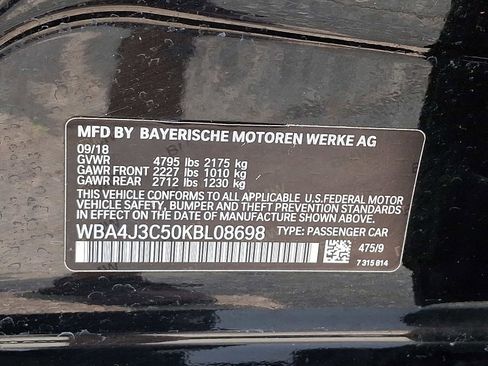 MFD BY BAYERISCHE MOTOREN WERKE AG
09/18
GVWR 4795 lbs 2175 kg
GAWR FRONT 2227 lbs 1010 kg
GAWR REAR 2712 lbs 1230 kg
THIS VEHICLE CONFORMS TO ALL APPLICABLE U.S.FEDERAL MOTOR
VEHICLE SAFETY, BUMPER, AND THEFT PREVENTION STANDARDS IN
EFFECT ON THE DATE OF MANUFACTURE SHOWN ABOVE.
WBA4J3C50KBL08698 TYPE: PASSENGER CAR
475/9
7 315 814